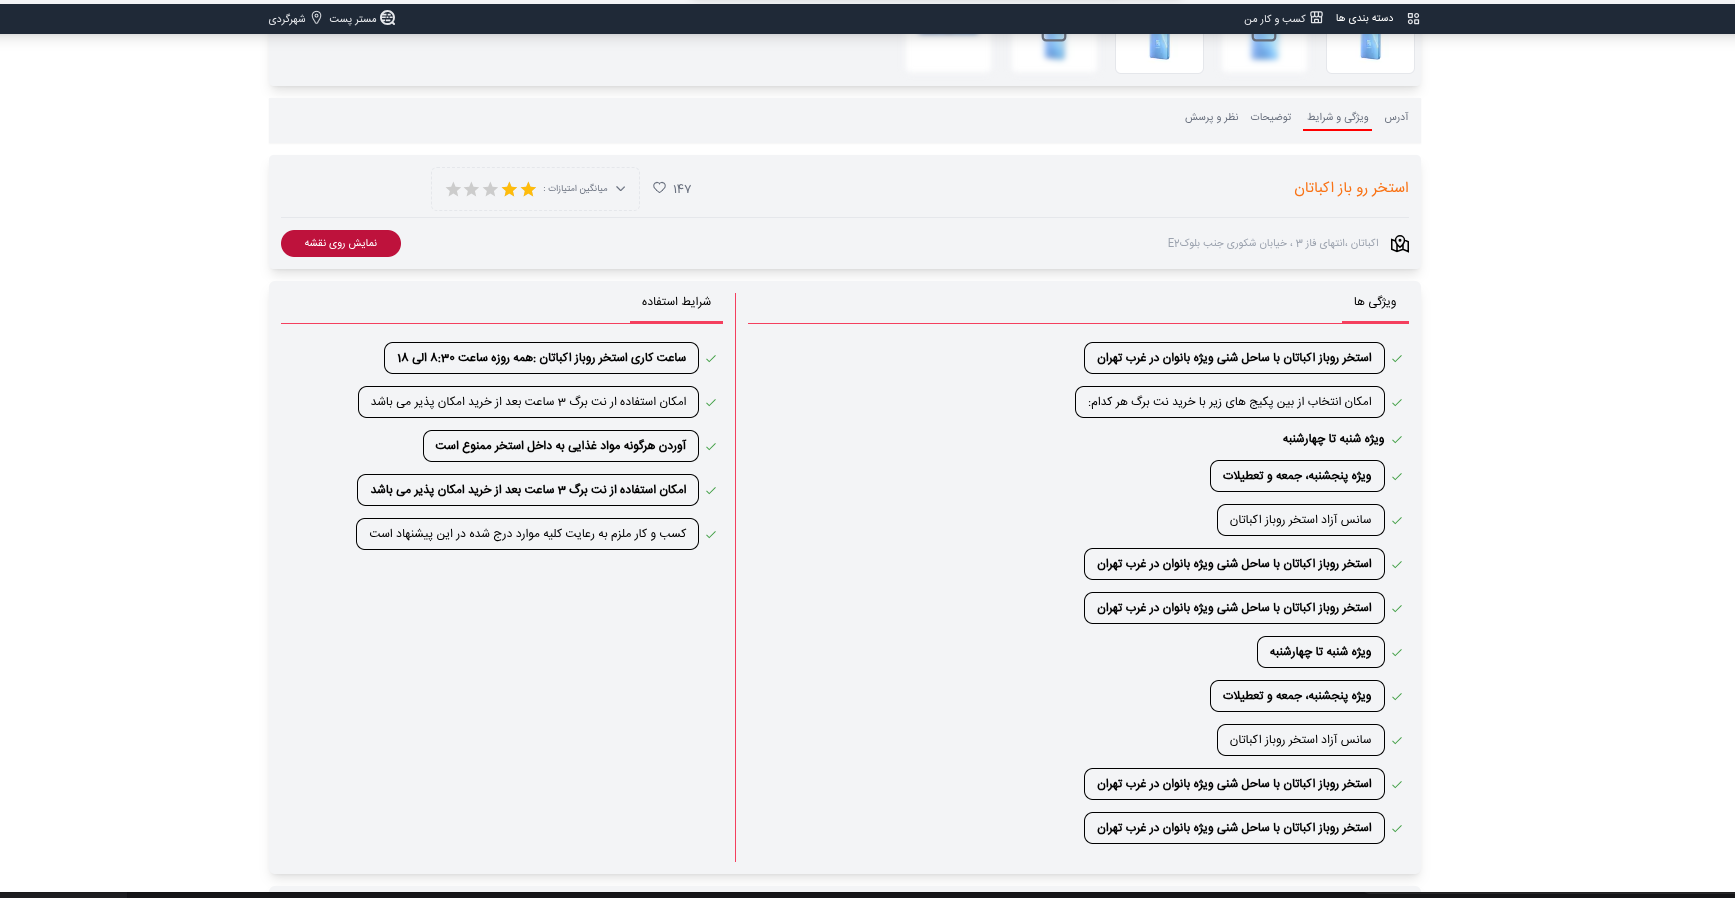 دسته بندی ها
کسب و کار من
مستر پست
شهرگردی
آدرس
ویژگی و شرایط
توضیحات
نظر و پرسش
استخر رو باز اکباتان
۱۴۷
میانگین امتیازات :
اکباتان ،انتهای فاز ۳ ، خیابان شکوری جنب بلوکE۲
نمایش روی نقشه
ویژگی ها
استخر روباز اکباتان با ساحل شنی ویژه بانوان در غرب تهران
امکان انتخاب از بین پکیج های زیر با خرید نت برگ هر کدام:
ویژه شنبه تا چهارشنبه
ویژه پنجشنبه، جمعه و تعطیلات
سانس آزاد استخر روباز اکباتان
استخر روباز اکباتان با ساحل شنی ویژه بانوان در غرب تهران
استخر روباز اکباتان با ساحل شنی ویژه بانوان در غرب تهران
ویژه شنبه تا چهارشنبه
ویژه پنجشنبه، جمعه و تعطیلات
سانس آزاد استخر روباز اکباتان
استخر روباز اکباتان با ساحل شنی ویژه بانوان در غرب تهران
استخر روباز اکباتان با ساحل شنی ویژه بانوان در غرب تهران
شرایط استفاده
ساعت کاری استخر روباز اکباتان :همه روزه ساعت ۸:۳۰ الی ۱۸
امکان استفاده ار نت برگ ۳ ساعت بعد از خرید امکان پذیر می باشد
آوردن هرگونه مواد غذایی به داخل استخر ممنوع است
امکان استفاده از نت برگ ۳ ساعت بعد از خرید امکان پذیر می باشد
کسب و کار ملزم به رعایت کلیه موارد درج شده در این پیشنهاد است